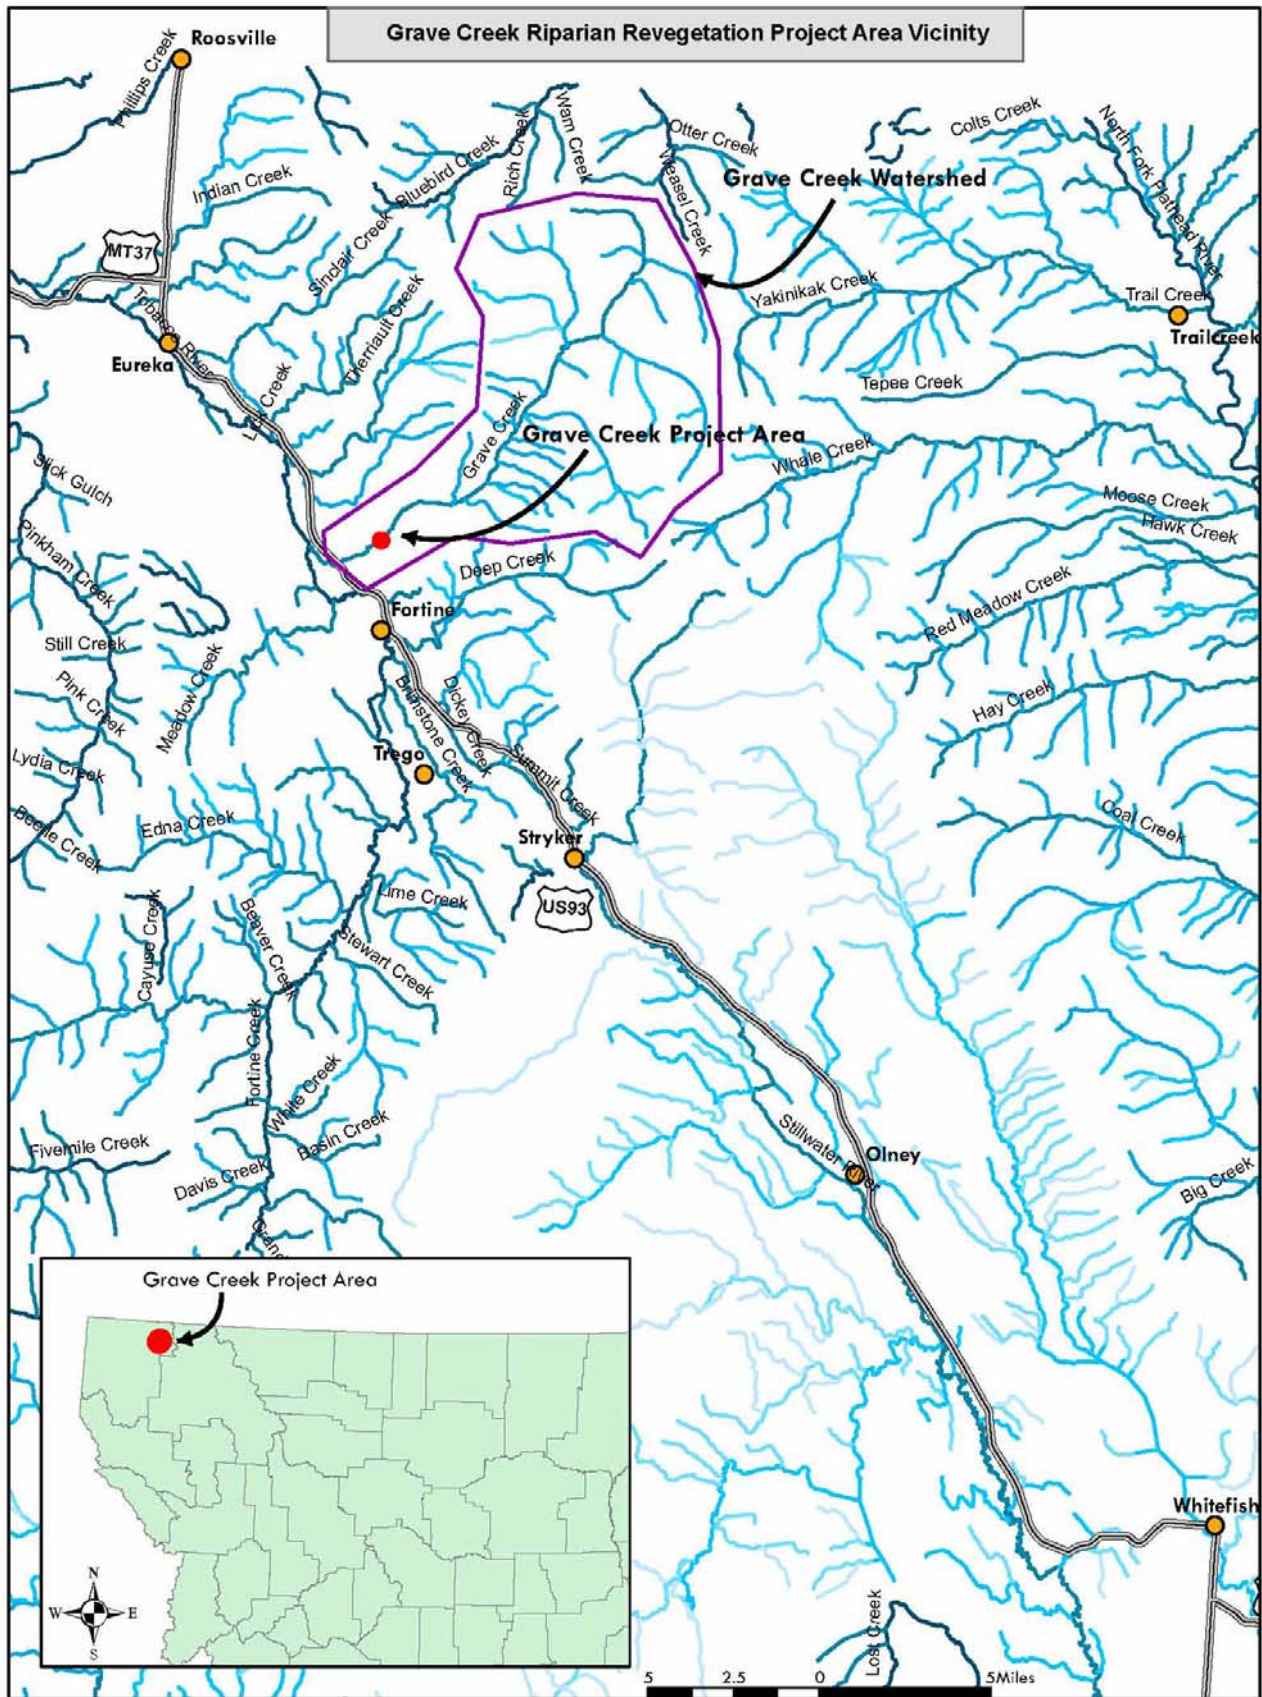 Grave Creek Riparian Revegetation Project Area Vicinity
Roosville
Phillips Creek
Indian Creek
Bluebird Creek
Rich Creek
Wam Creek
Otter Creek
Weasel Creek
Colts Creek
North Fork Flathead River
Grave Creek Watershed
MT37
Sinclair Creek
Yakinikak Creek
Trail Creek
Trailcreek
Tobacco River
Eureka
Therriault Creek
Tepee Creek
Creek
Grave Creek
Grave Creek Project Area
Whale Creek
Slick Gulch
Moose Creek
Hawk Creek
Pinkham Creek
Deep Creek
Red Meadow Creek
Fortine
Still Creek
Meadow Creek
Pink Creek
Hay Creek
Brimstone Creek
Dickey Creek
Trego
Summit Creek
Lydia Creek
Edna Creek
Beetle Creek
Stryker
Coal Creek
US93
Lime Creek
Cayuse Creek
Beaver Creek
Stewart Creek
Fortine Creek
White Creek
Basin Creek
Fivemile Creek
Davis Creek
Stillwater River
Olney
Big Creek
Grave Creek Project Area
Whitefish
N
W E
S
Lost Creek
5 2.5 0 5Miles